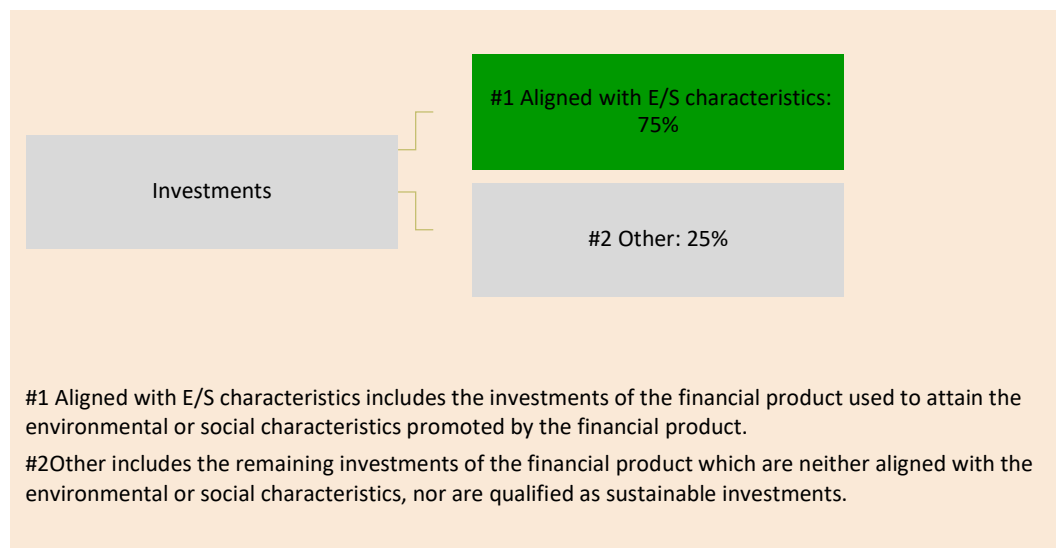 #1 Aligned with E/S characteristics:
75%
Investments
#2 Other: 25%
#1 Aligned with E/S characteristics includes the investments of the financial product used to attain the
environmental or social characteristics promoted by the financial product.
#2Other includes the remaining investments of the financial product which are neither aligned with the
environmental or social characteristics, nor are qualified as sustainable investments.